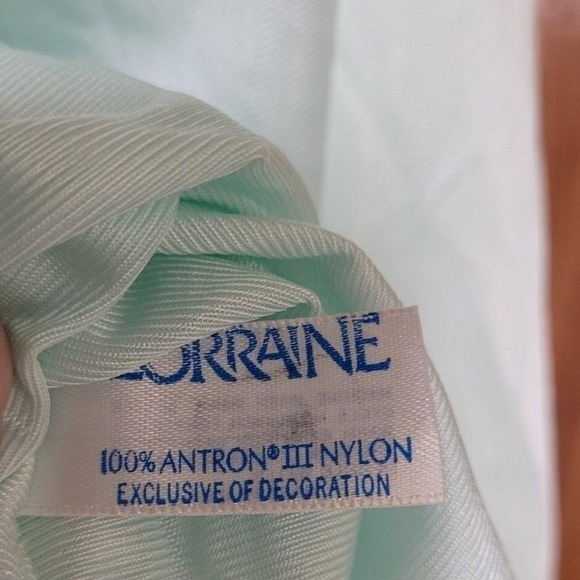 LORRAINE
100% ANTRON® III NYLON
EXCLUSIVE OF DECORATION